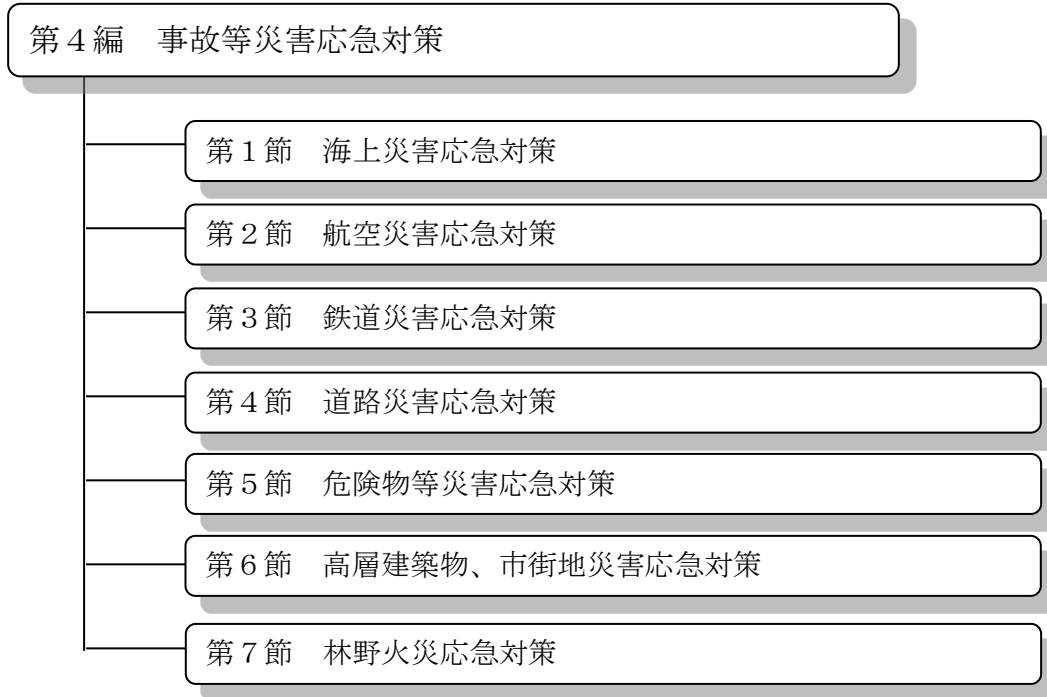 第４編　事故等災害応急対策
第１節　海上災害応急対策
第２節　航空災害応急対策
第３節　鉄道災害応急対策
第４節　道路災害応急対策
第５節　危険物等災害応急対策
第６節　高層建築物、市街地災害応急対策
第７節　林野火災応急対策